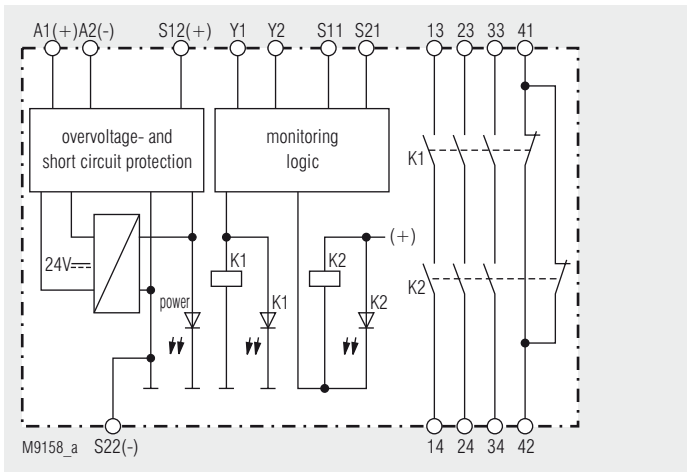 A1(+) A2(-) S12(+) Y1 Y2 S11 S21 13 23 33 41
overvoltage- and
short circuit protection
monitoring
logic
K1
(+)
24V
K1
K2
K2
power
K1
K2
M9158_a
S22(-)
14 24 34 42